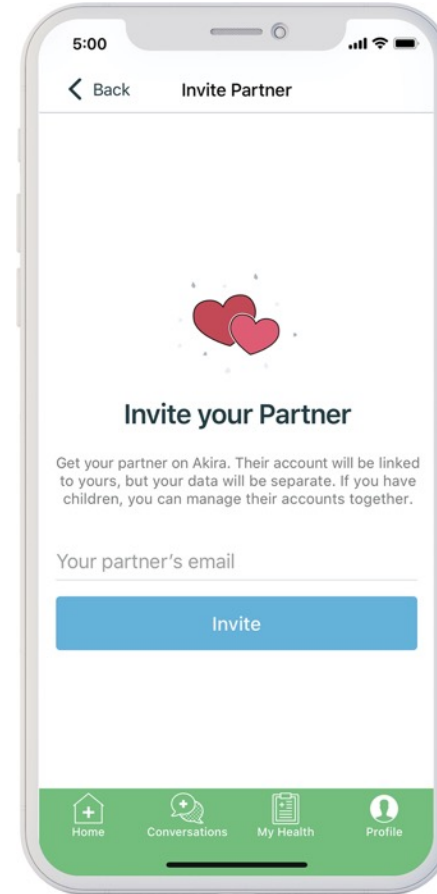 5:00
Back
Invite Partner
Invite your Partner
Get your partner on Akira. Their account will be linked
to yours, but your data will be separate. If you have
children, you can manage their accounts together.
Your partner's email
Invite
Home
Conversations
My Health
Profile